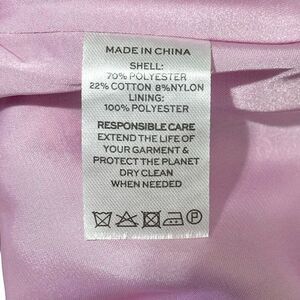 MADE IN CHINA
SHELL:
70% POLYESTER
22% COTTON 8%NYLON
LINING:
100% POLYESTER
RESPONSIBLE CARE
EXTEND THE LIFE OF
YOUR GARMENT &
PROTECT THE PLANET
DRY CLEAN
WHEN NEEDED
P